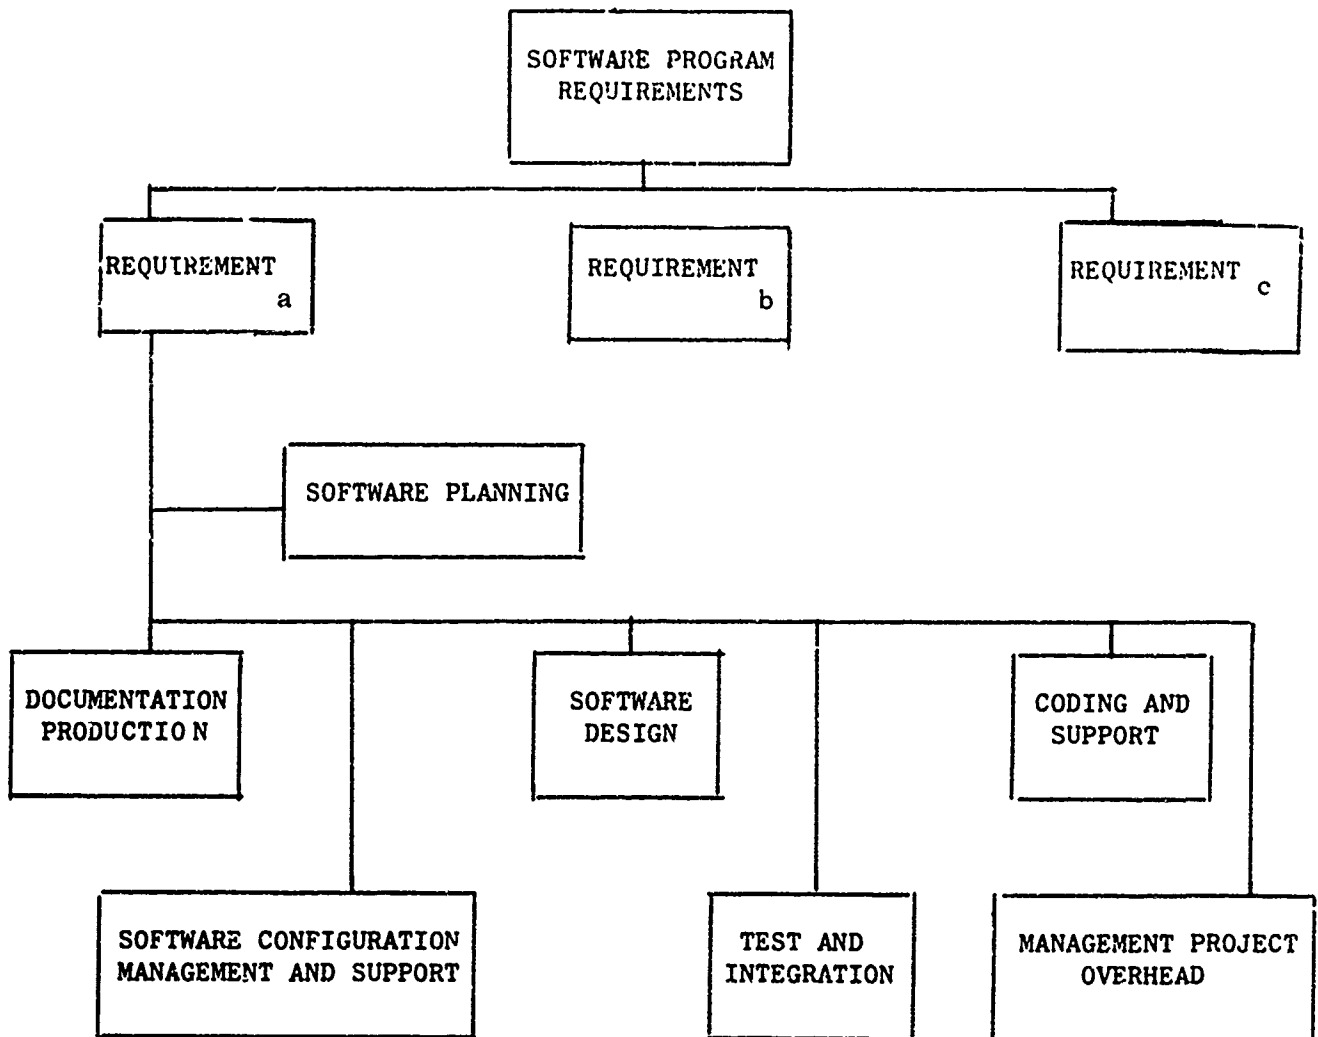 SOFTWARE PROGRAM
REQUIREMENTS
REQUIREMENT a
REQUIREMENT b
REQUIREMENT c
SOFTWARE PLANNING
DOCUMENTATION
PRODUCTION
SOFTWARE
DESIGN
CODING AND
SUPPORT
SOFTWARE CONFIGURATION
MANAGEMENT AND SUPPORT
TEST AND
INTEGRATION
MANAGEMENT PROJECT
OVERHEAD